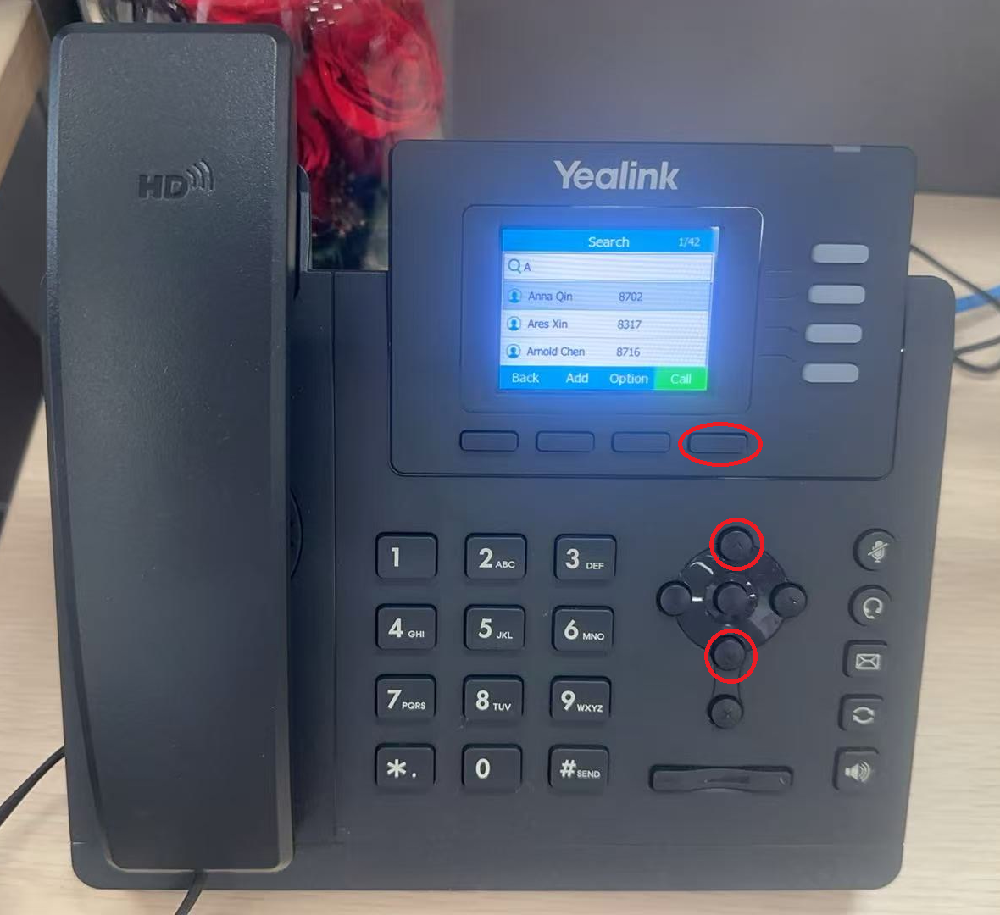 HD
Yealink
Search 1/42
A
Anna Qin 8702
Ares Xin 8317
Arnold Chen 8716
Back Add Option Call
1 2 ABC 3 DEF
4 GHI 5 JKL 6 MNO
7 PQRS 8 TUV 9 WXYZ
*. 0 #SEND